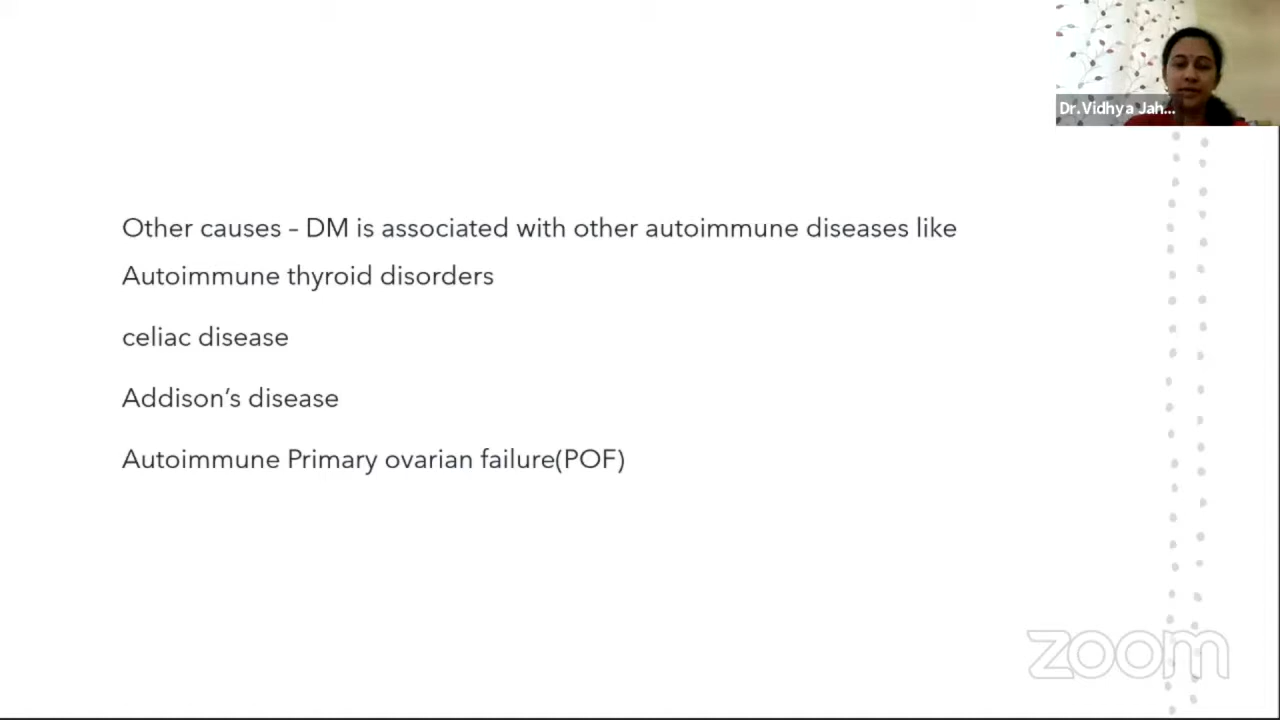 Dr.Vidhya Jah...
Other causes – DM is associated with other autoimmune diseases like
Autoimmune thyroid disorders
celiac disease
Addison’s disease
Autoimmune Primary ovarian failure(POF)
zoom